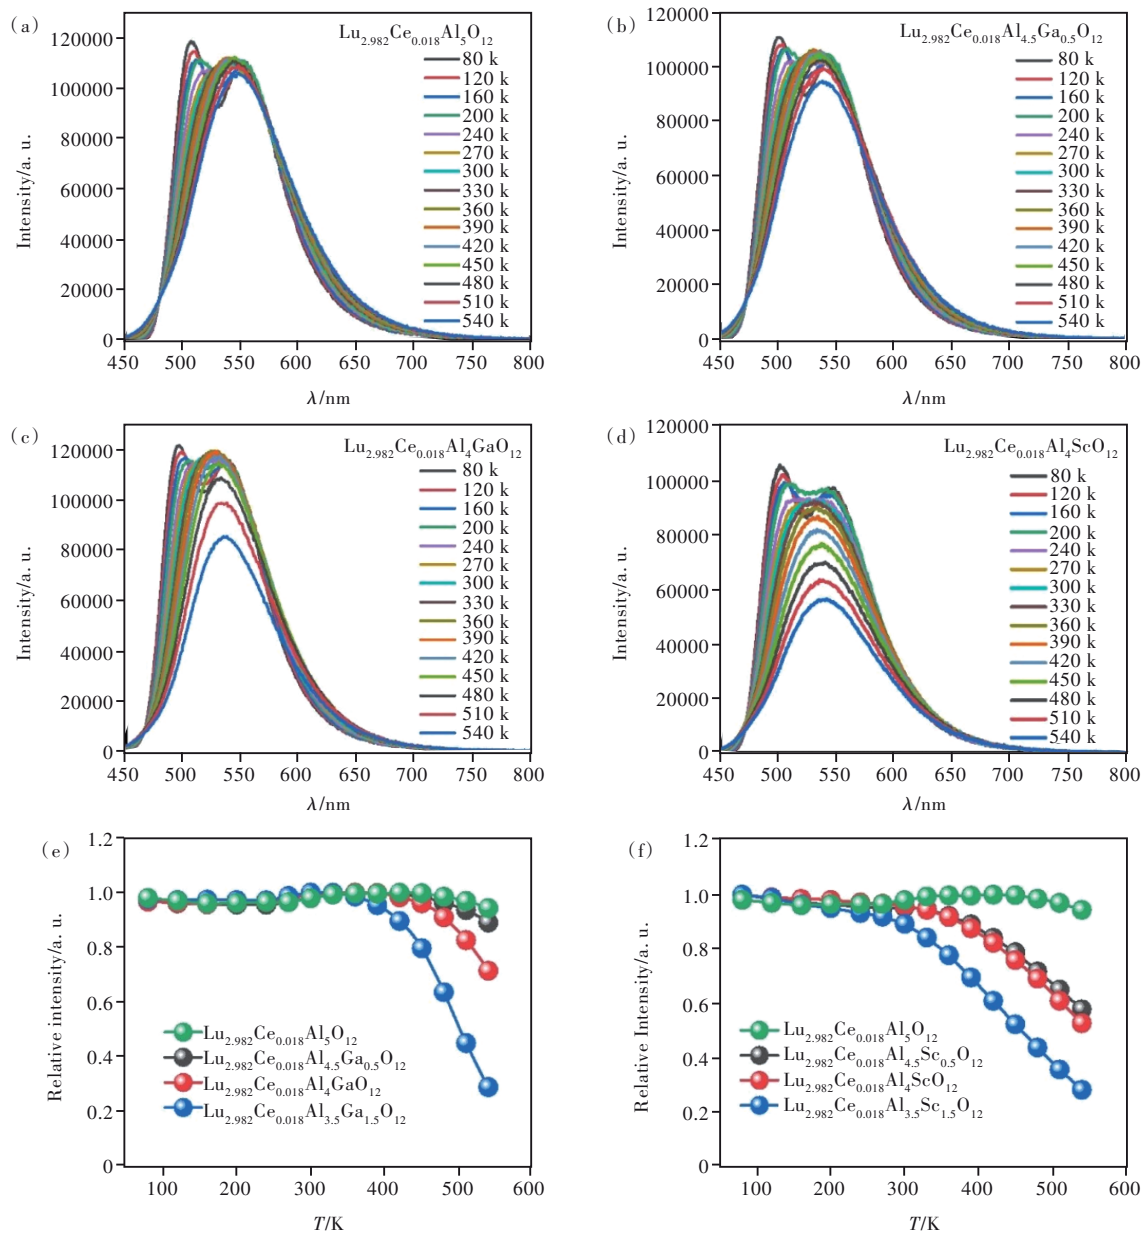 (a)
Lu2.982Ce0.018Al5O12
120000
100000
80000
60000
40000
20000
0
Intensity/a. u.
80 k
120 k
160 k
200 k
240 k
270 k
300 k
330 k
360 k
390 k
420 k
450 k
480 k
510 k
540 k
450 500 550 600 650 700 750 800
λ/nm
(b)
Lu2.982Ce0.018Al4.5Ga0.5O12
120000
100000
80000
60000
40000
20000
0
Intensity/a. u.
80 k
120 k
160 k
200 k
240 k
270 k
300 k
330 k
360 k
390 k
420 k
450 k
480 k
510 k
540 k
450 500 550 600 650 700 750 800
λ/nm
(c)
Lu2.982Ce0.018Al4GaO12
120000
100000
80000
60000
40000
20000
0
Intensity/a. u.
80 k
120 k
160 k
200 k
240 k
270 k
300 k
330 k
360 k
390 k
420 k
450 k
480 k
510 k
540 k
450 500 550 600 650 700 750 800
λ/nm
(d)
Lu2.982Ce0.018Al4ScO12
120000
100000
80000
60000
40000
20000
0
Intensity/a. u.
80 k
120 k
160 k
200 k
240 k
270 k
300 k
330 k
360 k
390 k
420 k
450 k
480 k
510 k
540 k
450 500 550 600 650 700 750 800
λ/nm
(e)
1.2
1.0
0.8
0.6
0.4
0.2
0
Relative intensity/a. u.
Lu2.982Ce0.018Al5O12
Lu2.982Ce0.018Al4.5Ga0.5O12
Lu2.982Ce0.018Al4GaO12
Lu2.982Ce0.018Al3.5Ga1.5O12
100 200 300 400 500 600
T/K
(f)
1.2
1.0
0.8
0.6
0.4
0.2
0
Relative Intensity/a. u.
Lu2.982Ce0.018Al5O12
Lu2.982Ce0.018Al4.5Sc0.5O12
Lu2.982Ce0.018Al4ScO12
Lu2.982Ce0.018Al3.5Sc1.5O12
100 200 300 400 500 600
T/K